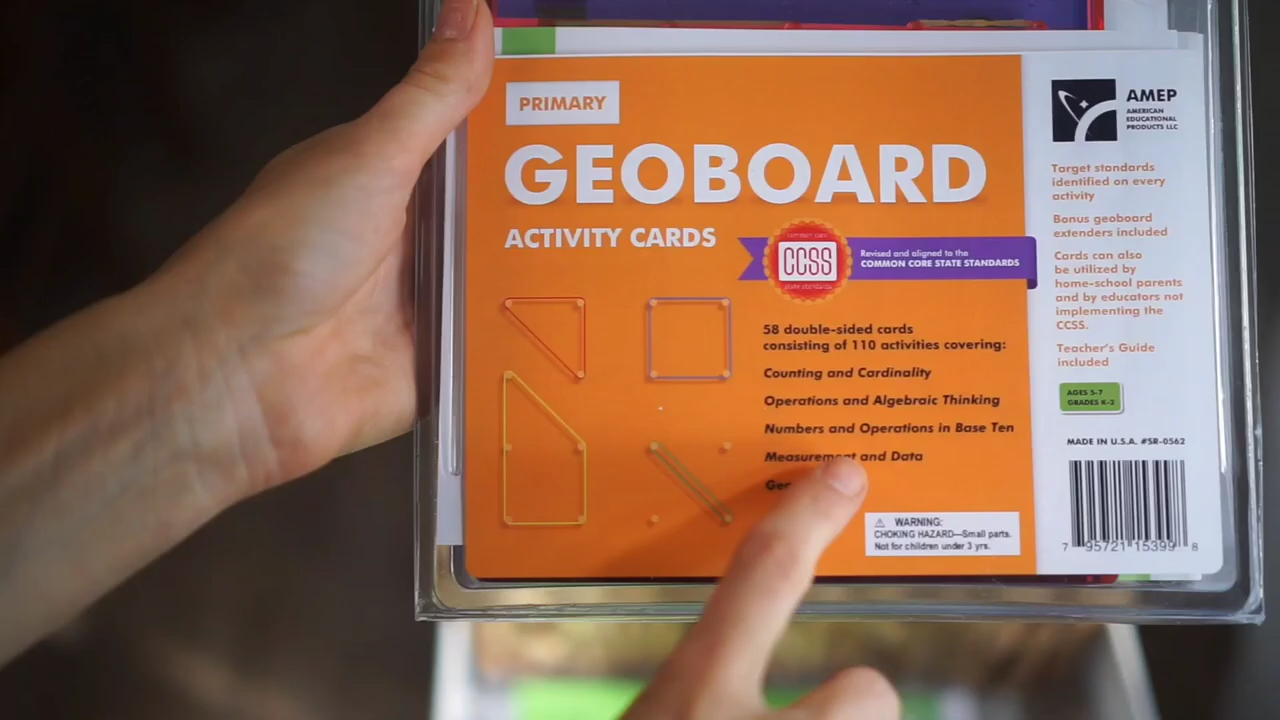 PRIMARY
GEOBOARD
ACTIVITY CARDS
common core
CCSS
state standards
Revised and aligned to the
COMMON CORE STATE STANDARDS
58 double-sided cards
consisting of 110 activities covering:
Counting and Cardinality
Operations and Algebraic Thinking
Numbers and Operations in Base Ten
Measurement and Data
⚠ WARNING:
CHOKING HAZARD—Small parts.
Not for children under 3 yrs.
AMEP
AMERICAN
EDUCATIONAL
PRODUCTS LLC
Target standards
identified on every
activity
Bonus geoboard
extenders included
Cards can also
be utilized by
home-school parents
and by educators not
implementing the
CCSS.
Teacher's Guide
included
AGES 5-7
GRADES K-2
MADE IN U.S.A. #SR-0562
7 95721 15399 8